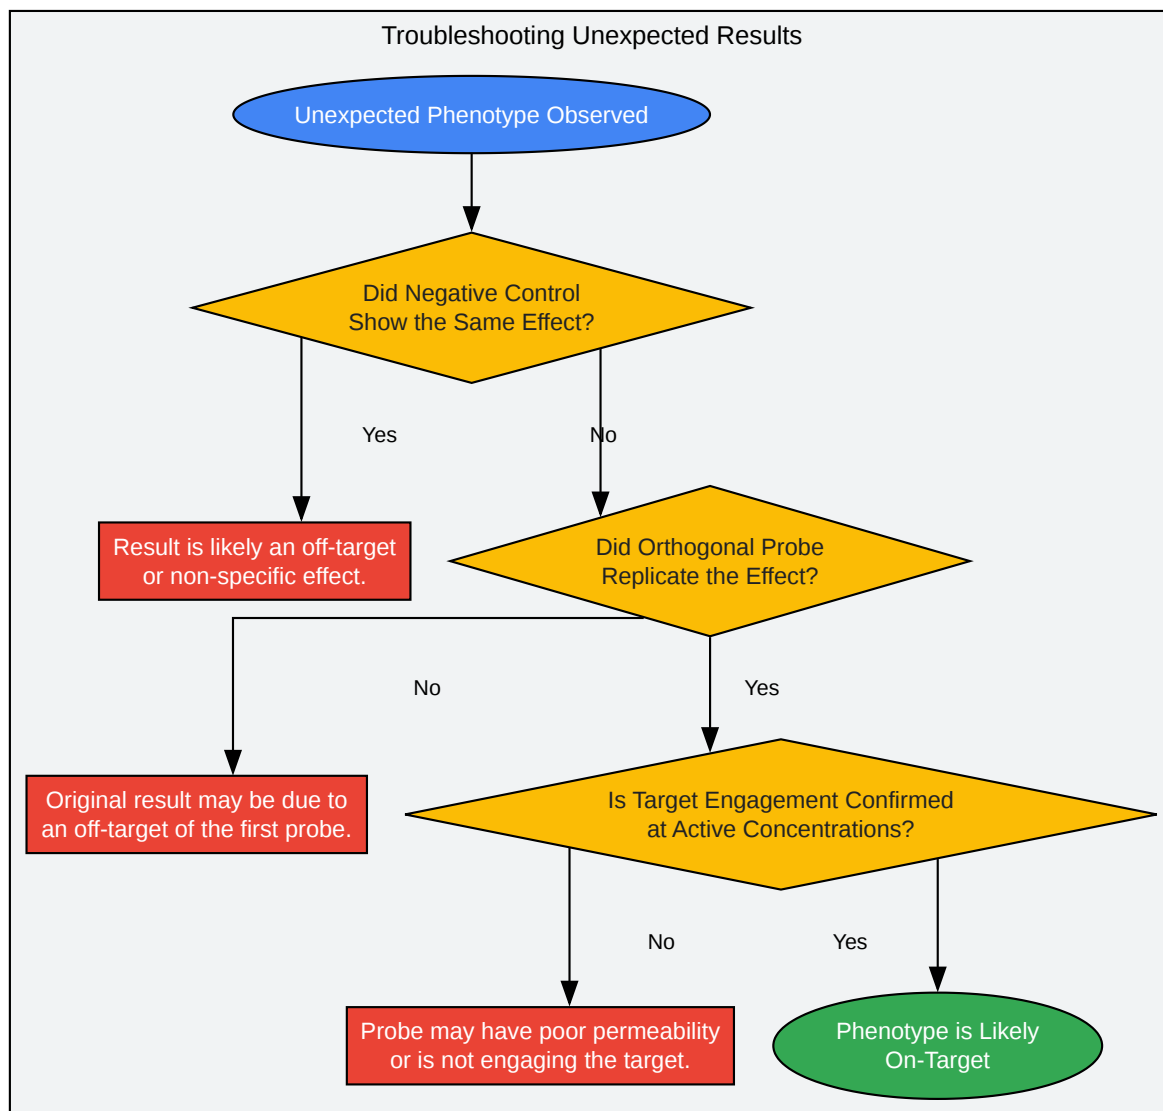 Troubleshooting Unexpected Results
Unexpected Phenotype Observed
Did Negative Control
Show the Same Effect?
Yes
No
Result is likely an off-target
or non-specific effect.
Did Orthogonal Probe
Replicate the Effect?
No
Yes
Original result may be due to
an off-target of the first probe.
Is Target Engagement Confirmed
at Active Concentrations?
No
Yes
Probe may have poor permeability
or is not engaging the target.
Phenotype is Likely
On-Target